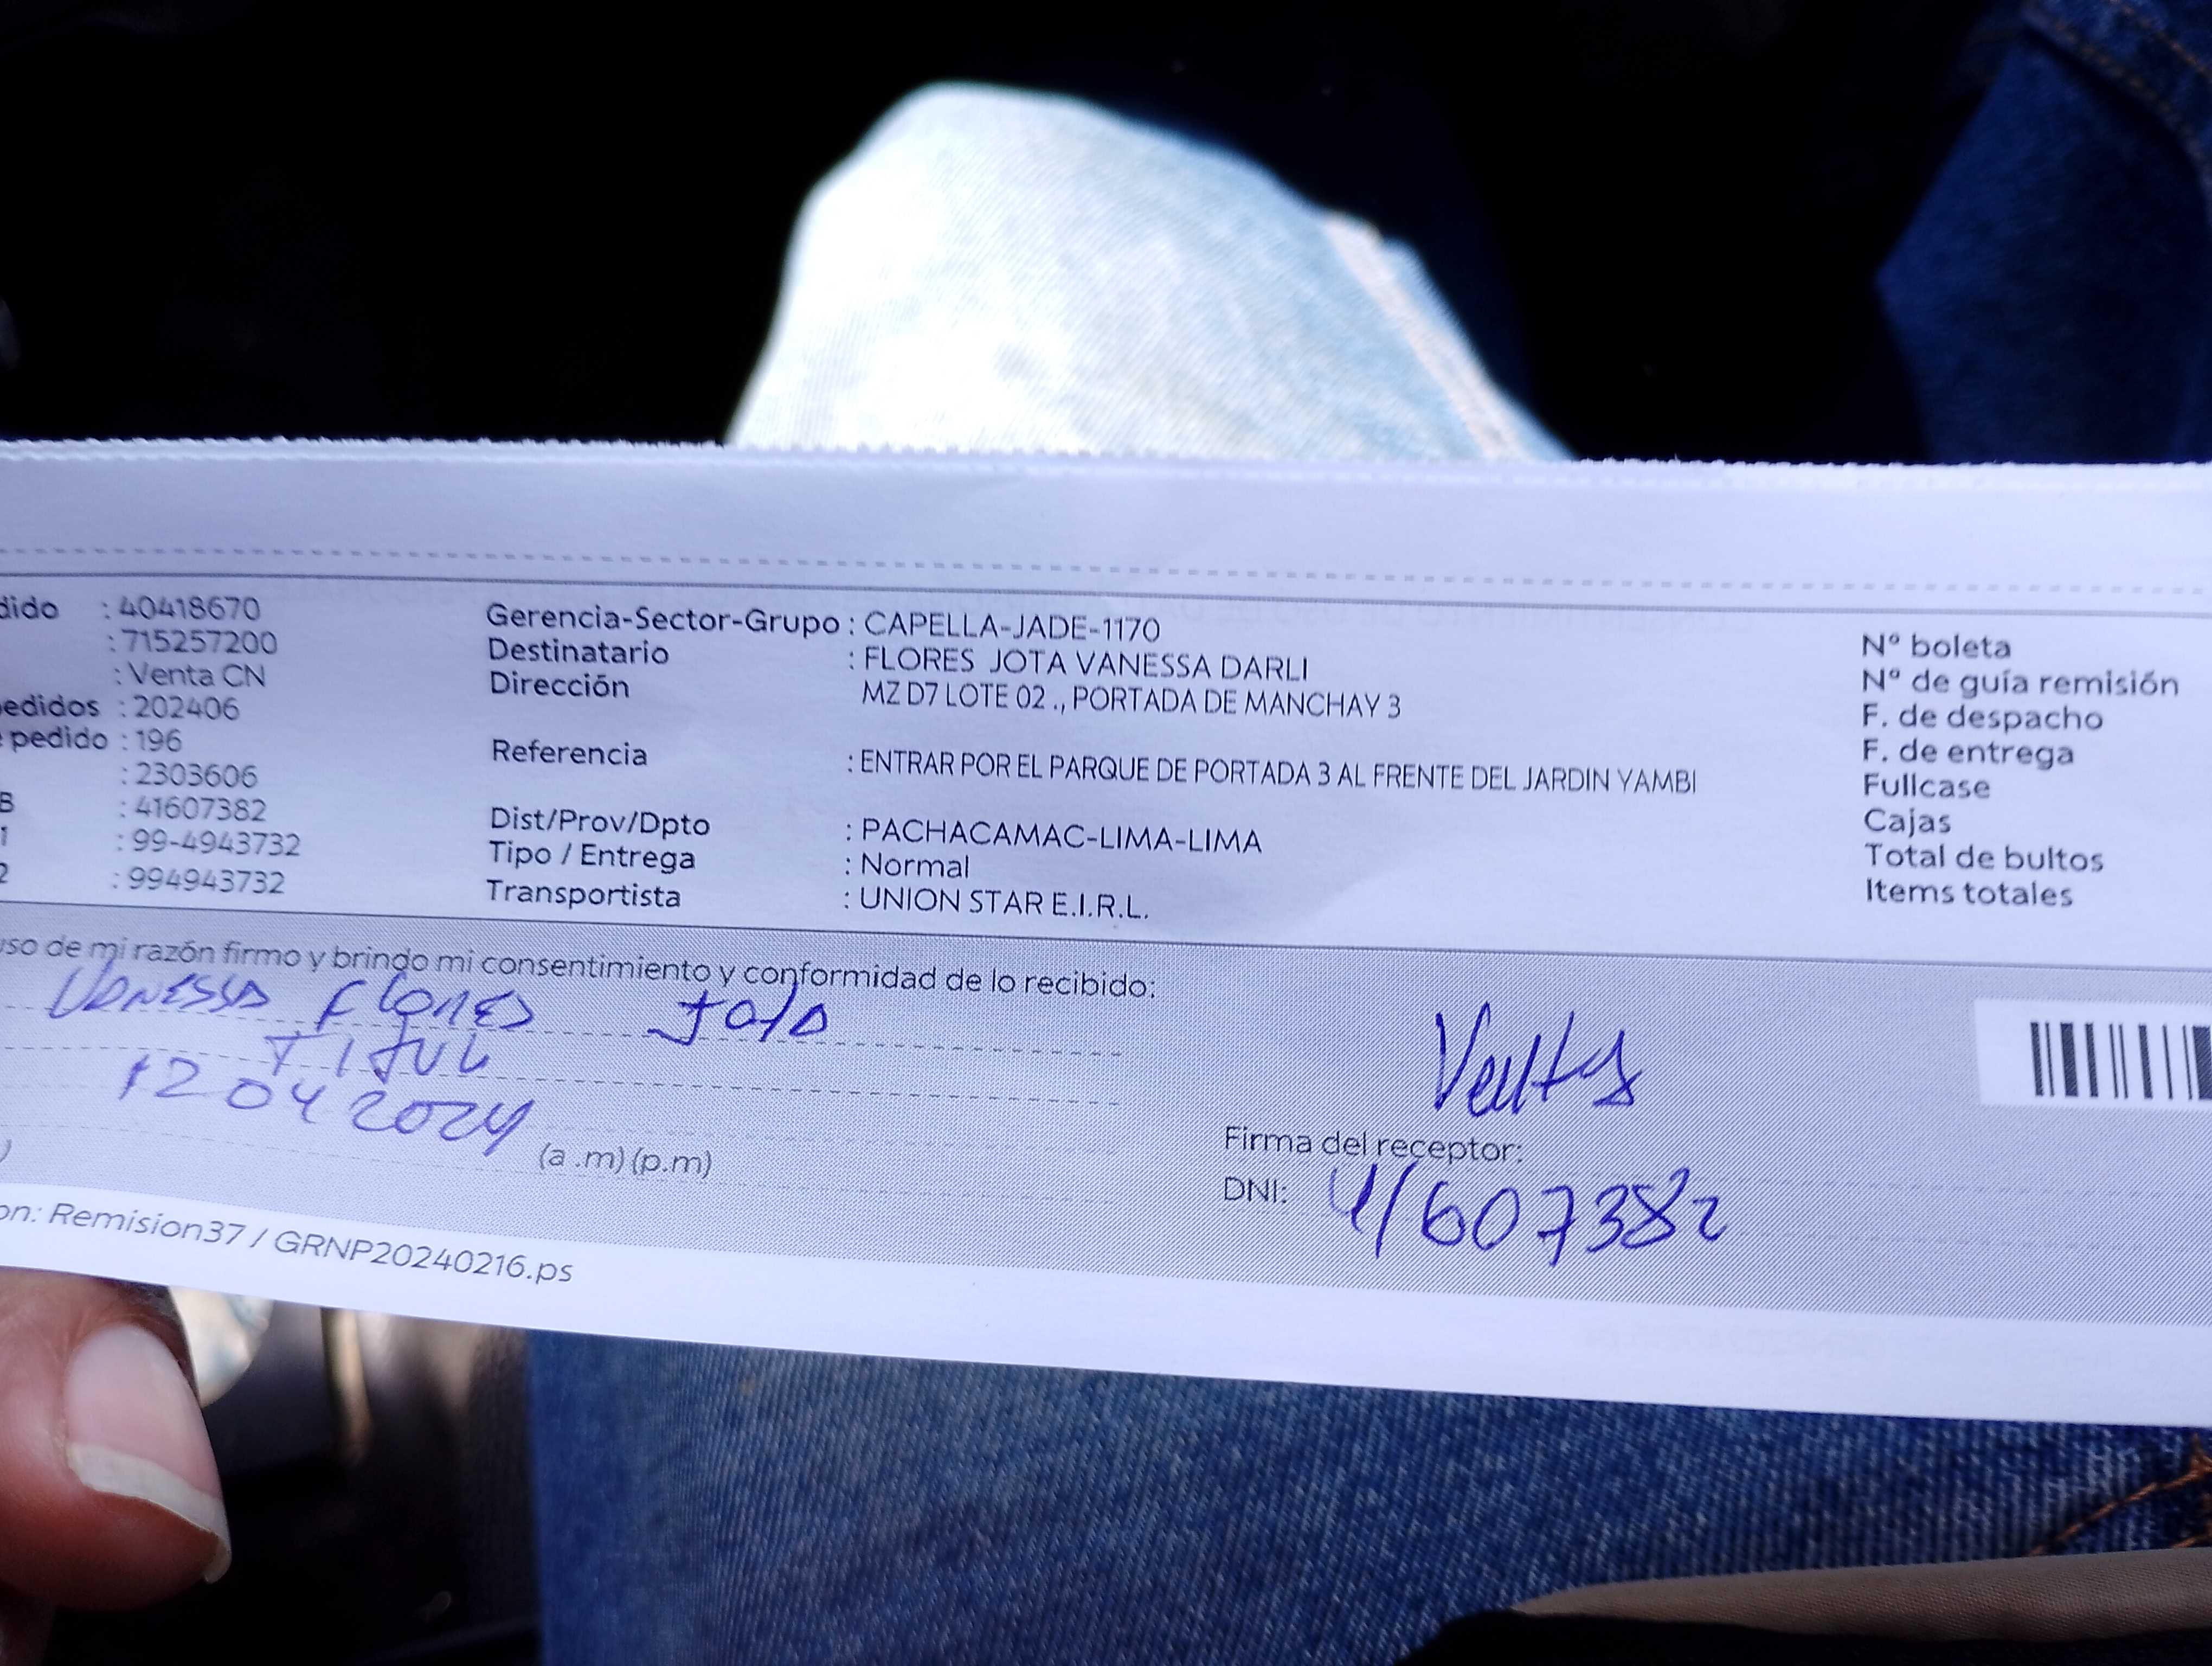 dido : 40418670
: 715257200
: Venta CN
edidos : 202406
e pedido : 196
: 2303606
B : 41607382
1 : 99-4943732
2 : 994943732
Gerencia-Sector-Grupo : CAPELLA-JADE-1170
Destinatario : FLORES JOTA VANESSA DARLI
Dirección MZ D7 LOTE 02 ., PORTADA DE MANCHAY 3
Referencia : ENTRAR POR EL PARQUE DE PORTADA 3 AL FRENTE DEL JARDIN YAMBI
Dist/Prov/Dpto : PACHACAMAC-LIMA-LIMA
Tipo / Entrega : Normal
Transportista : UNION STAR E.I.R.L.
N° boleta
N° de guía remisión
F. de despacho
F. de entrega
Fullcase
Cajas
Total de bultos
Items totales
uso de mi razón firmo y brindo mi consentimiento y conformidad de lo recibido:
Vanessa Flores Jota
12 04 2024
(a .m) (p.m)
Firma del receptor:
DNI: 41607382
on: Remision37 / GRNP20240216.ps